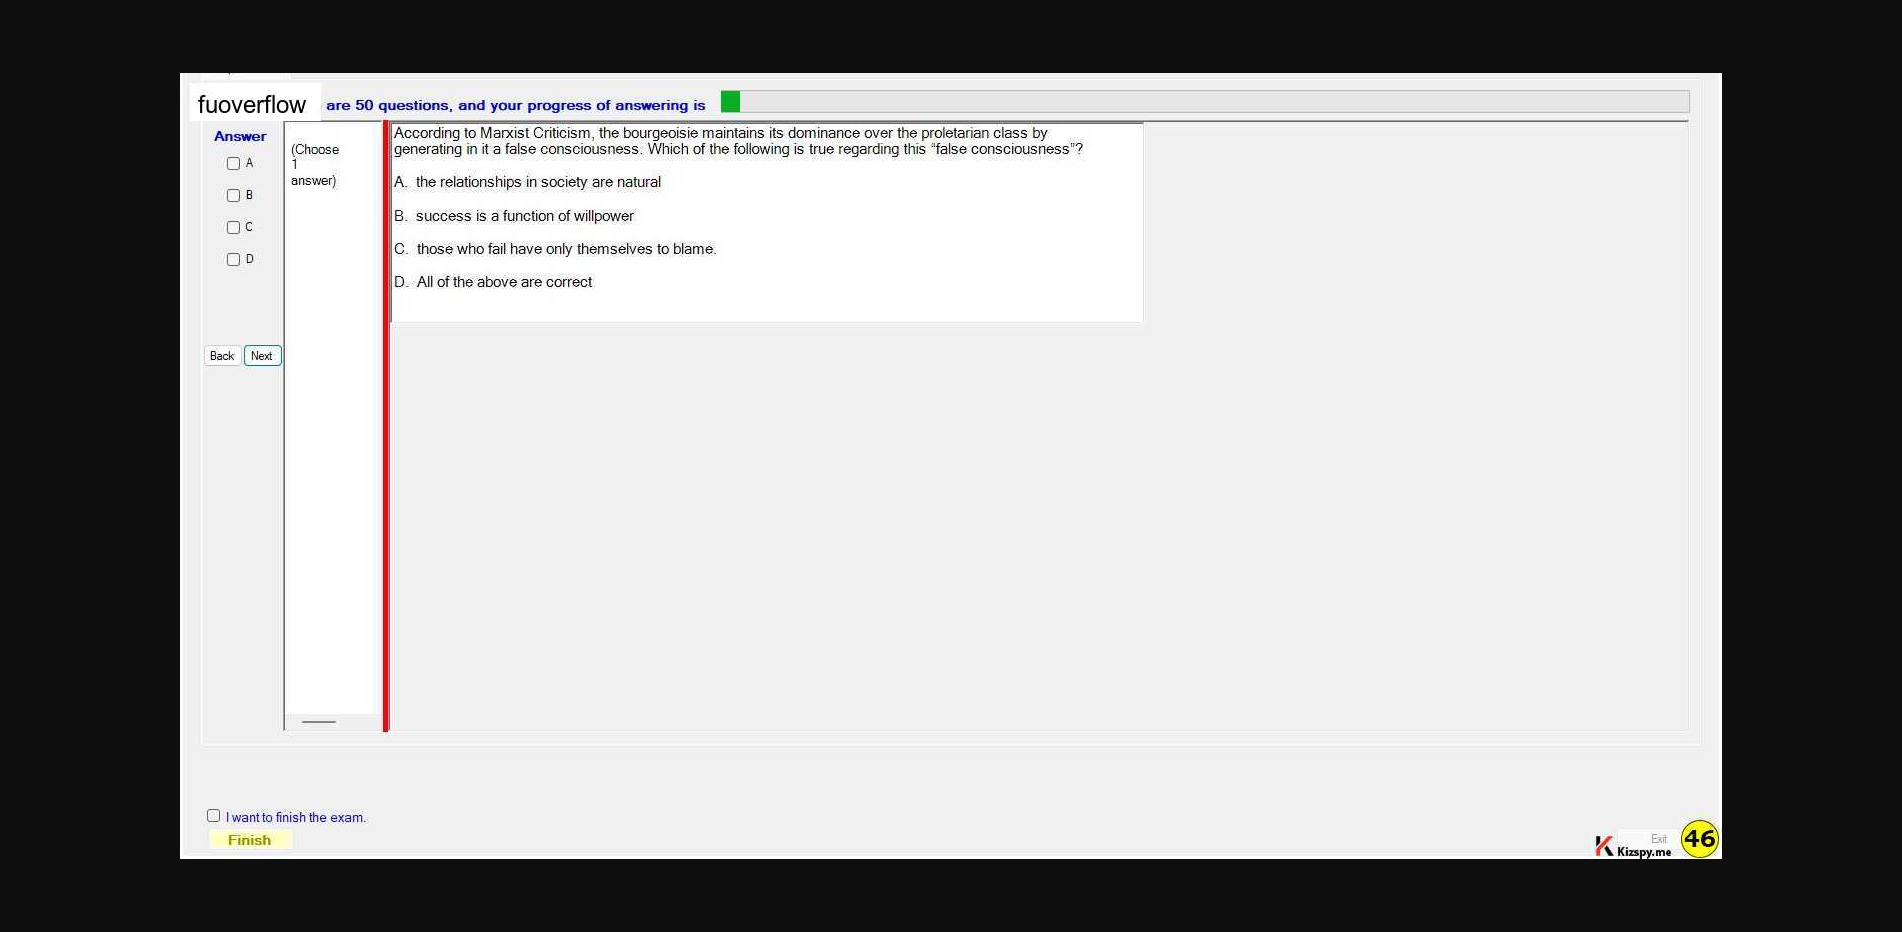 fuoverflow are 50 questions, and your progress of answering is
Answer
A
B
C
D
(Choose
1
answer)
According to Marxist Criticism, the bourgeoisie maintains its dominance over the proletarian class by
generating in it a false consciousness. Which of the following is true regarding this “false consciousness”?
A. the relationships in society are natural
B. success is a function of willpower
C. those who fail have only themselves to blame.
D. All of the above are correct
Back Next
I want to finish the exam.
Finish
Exit
Kizspy.me
46